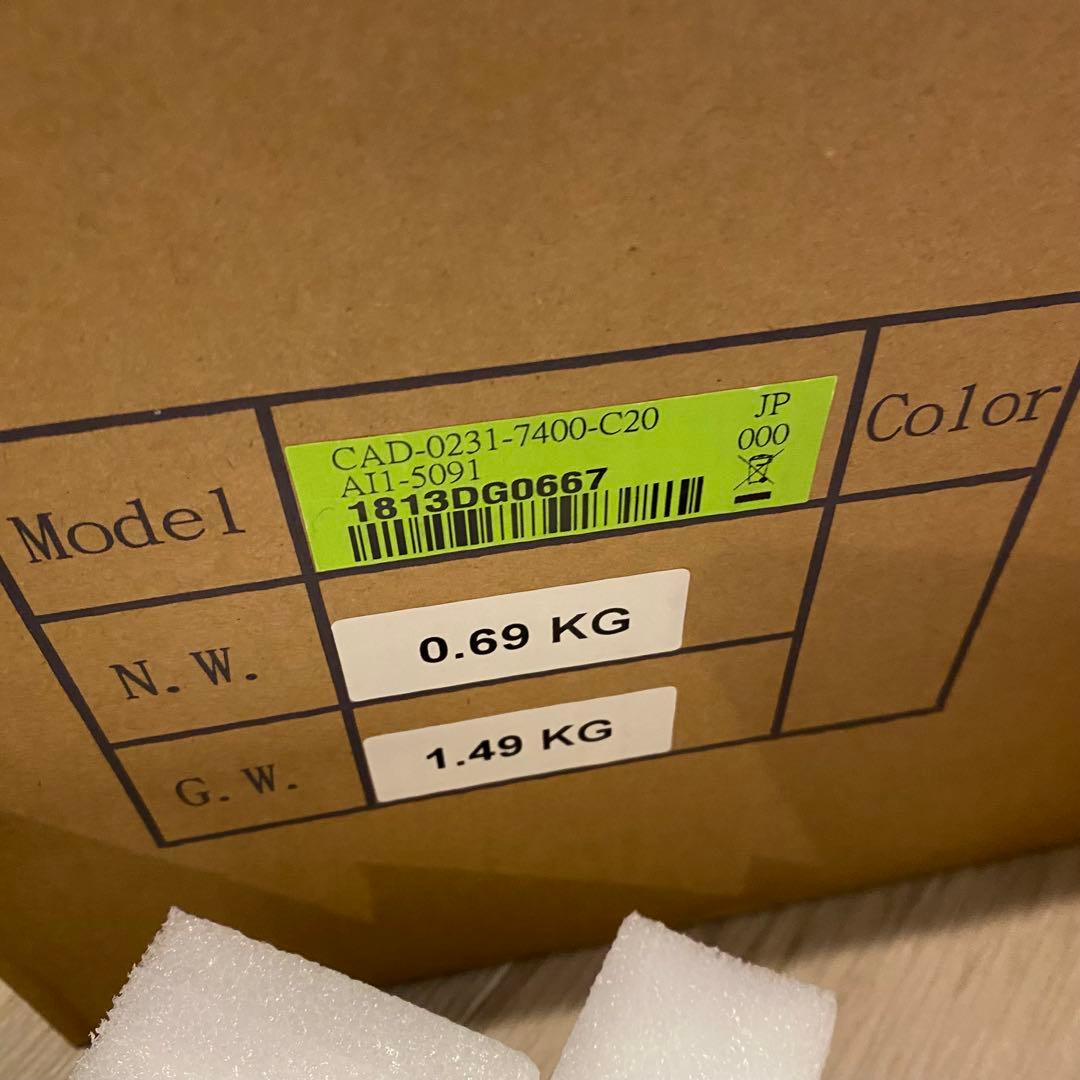 Model
CAD-0231-7400-C20
AI1-5091
1813DG0667
JP
000
Color
N.W.
0.69 KG
G.W.
1.49 KG